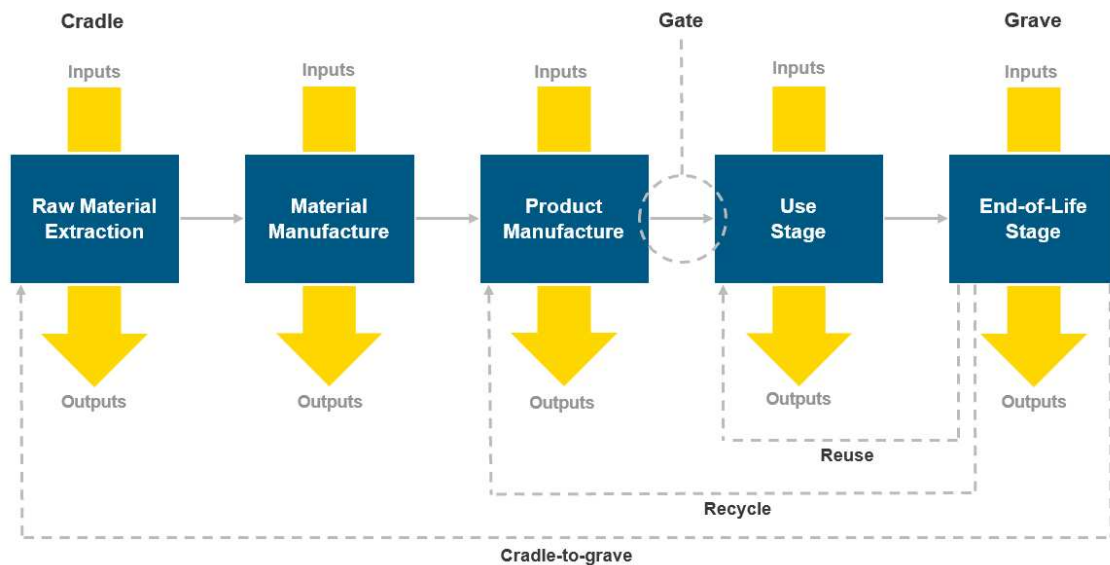 Cradle
Gate
Grave
Inputs
Inputs
Inputs
Inputs
Inputs
Raw Material
Extraction
Material
Manufacture
Product
Manufacture
Use
Stage
End-of-Life
Stage
Outputs
Outputs
Outputs
Outputs
Outputs
Reuse
Recycle
Cradle-to-grave